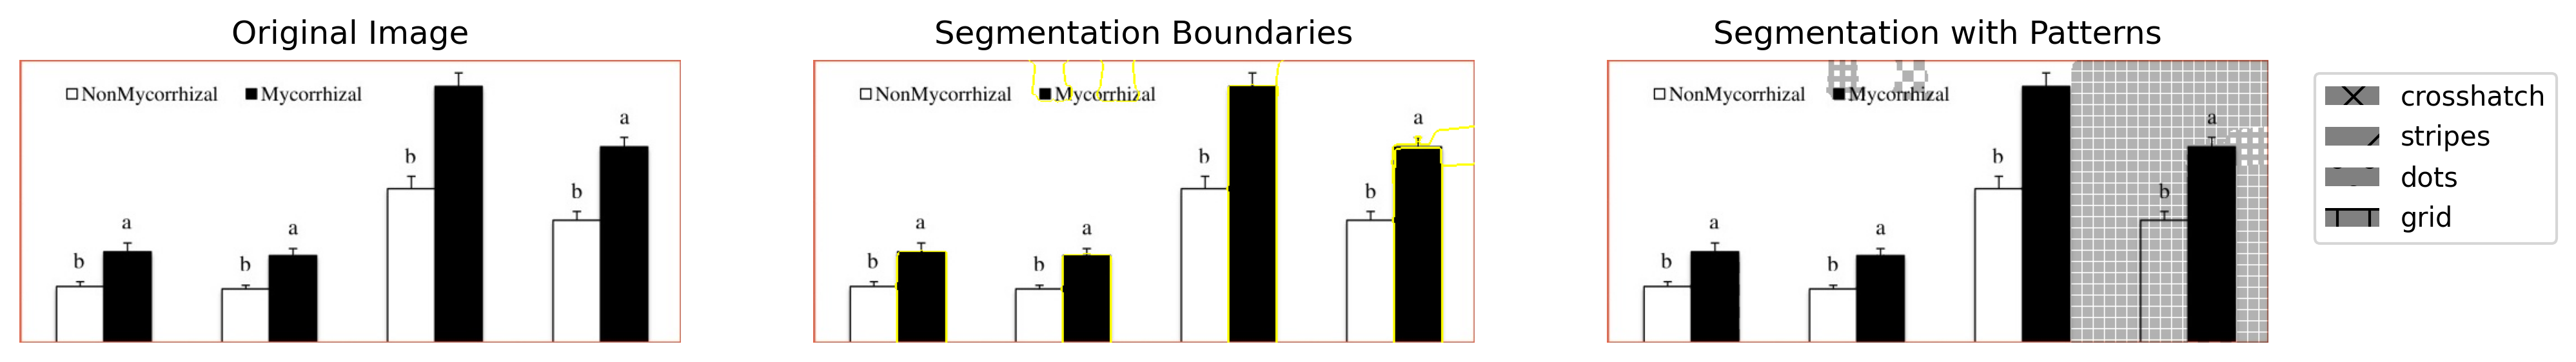 Original Image
NonMycorrhizal Mycorrhizal
a
b
b
a
a
b
b
a
b
Segmentation Boundaries
NonMycorrhizal Mycorrhizal
a
b
b
a
a
b
b
a
b
Segmentation with Patterns
NonMycorrhizal Mycorrhizal
a
b
b
a
a
b
b
a
b
crosshatch
stripes
dots
grid